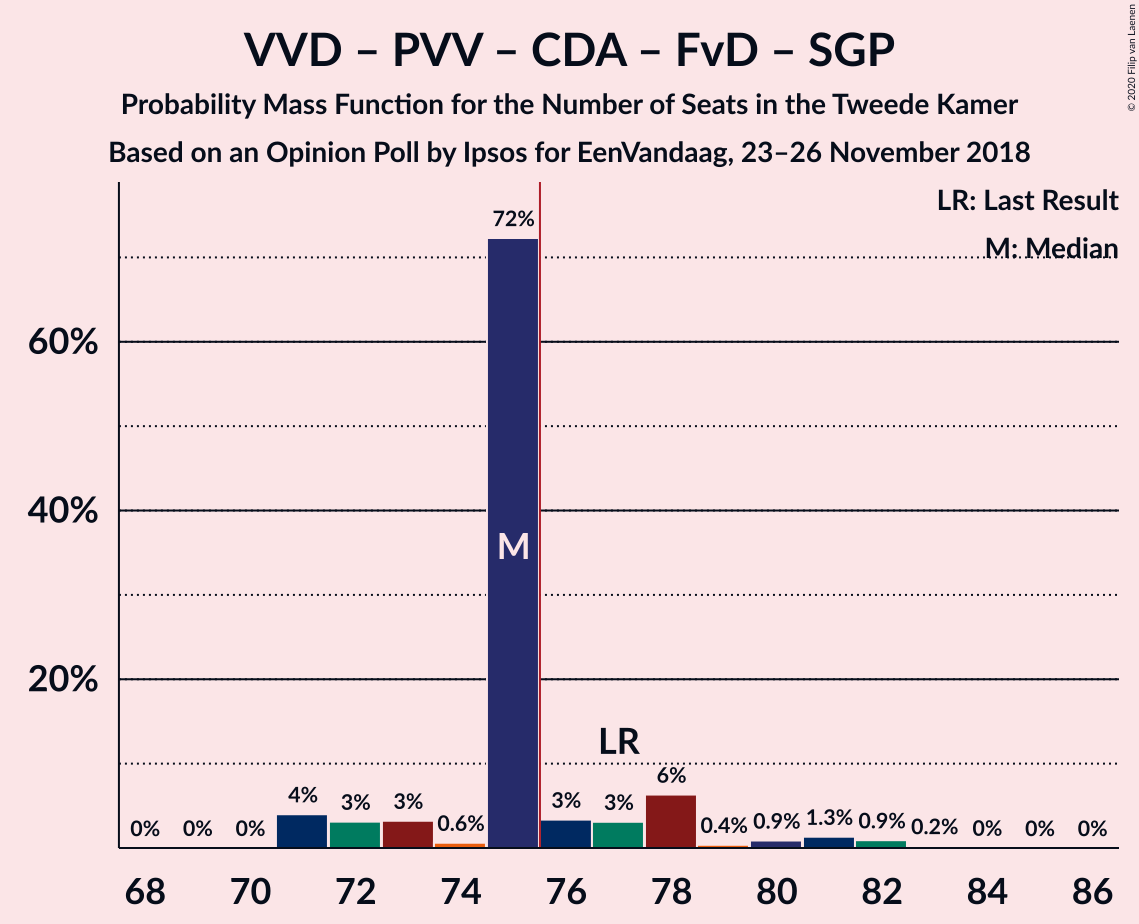 VVD – PVV – CDA – FvD – SGP
Probability Mass Function for the Number of Seats in the Tweede Kamer
Based on an Opinion Poll by Ipsos for EenVandaag, 23–26 November 2018
© 2020 Filip van Laenen
LR: Last Result
M: Median
72%
60%
40%
20%
M
LR
0% 0% 0% 4% 3% 3% 0.6% 3% 3% 6% 0.4% 0.9% 1.3% 0.9% 0.2% 0% 0% 0%
68 70 72 74 76 78 80 82 84 86